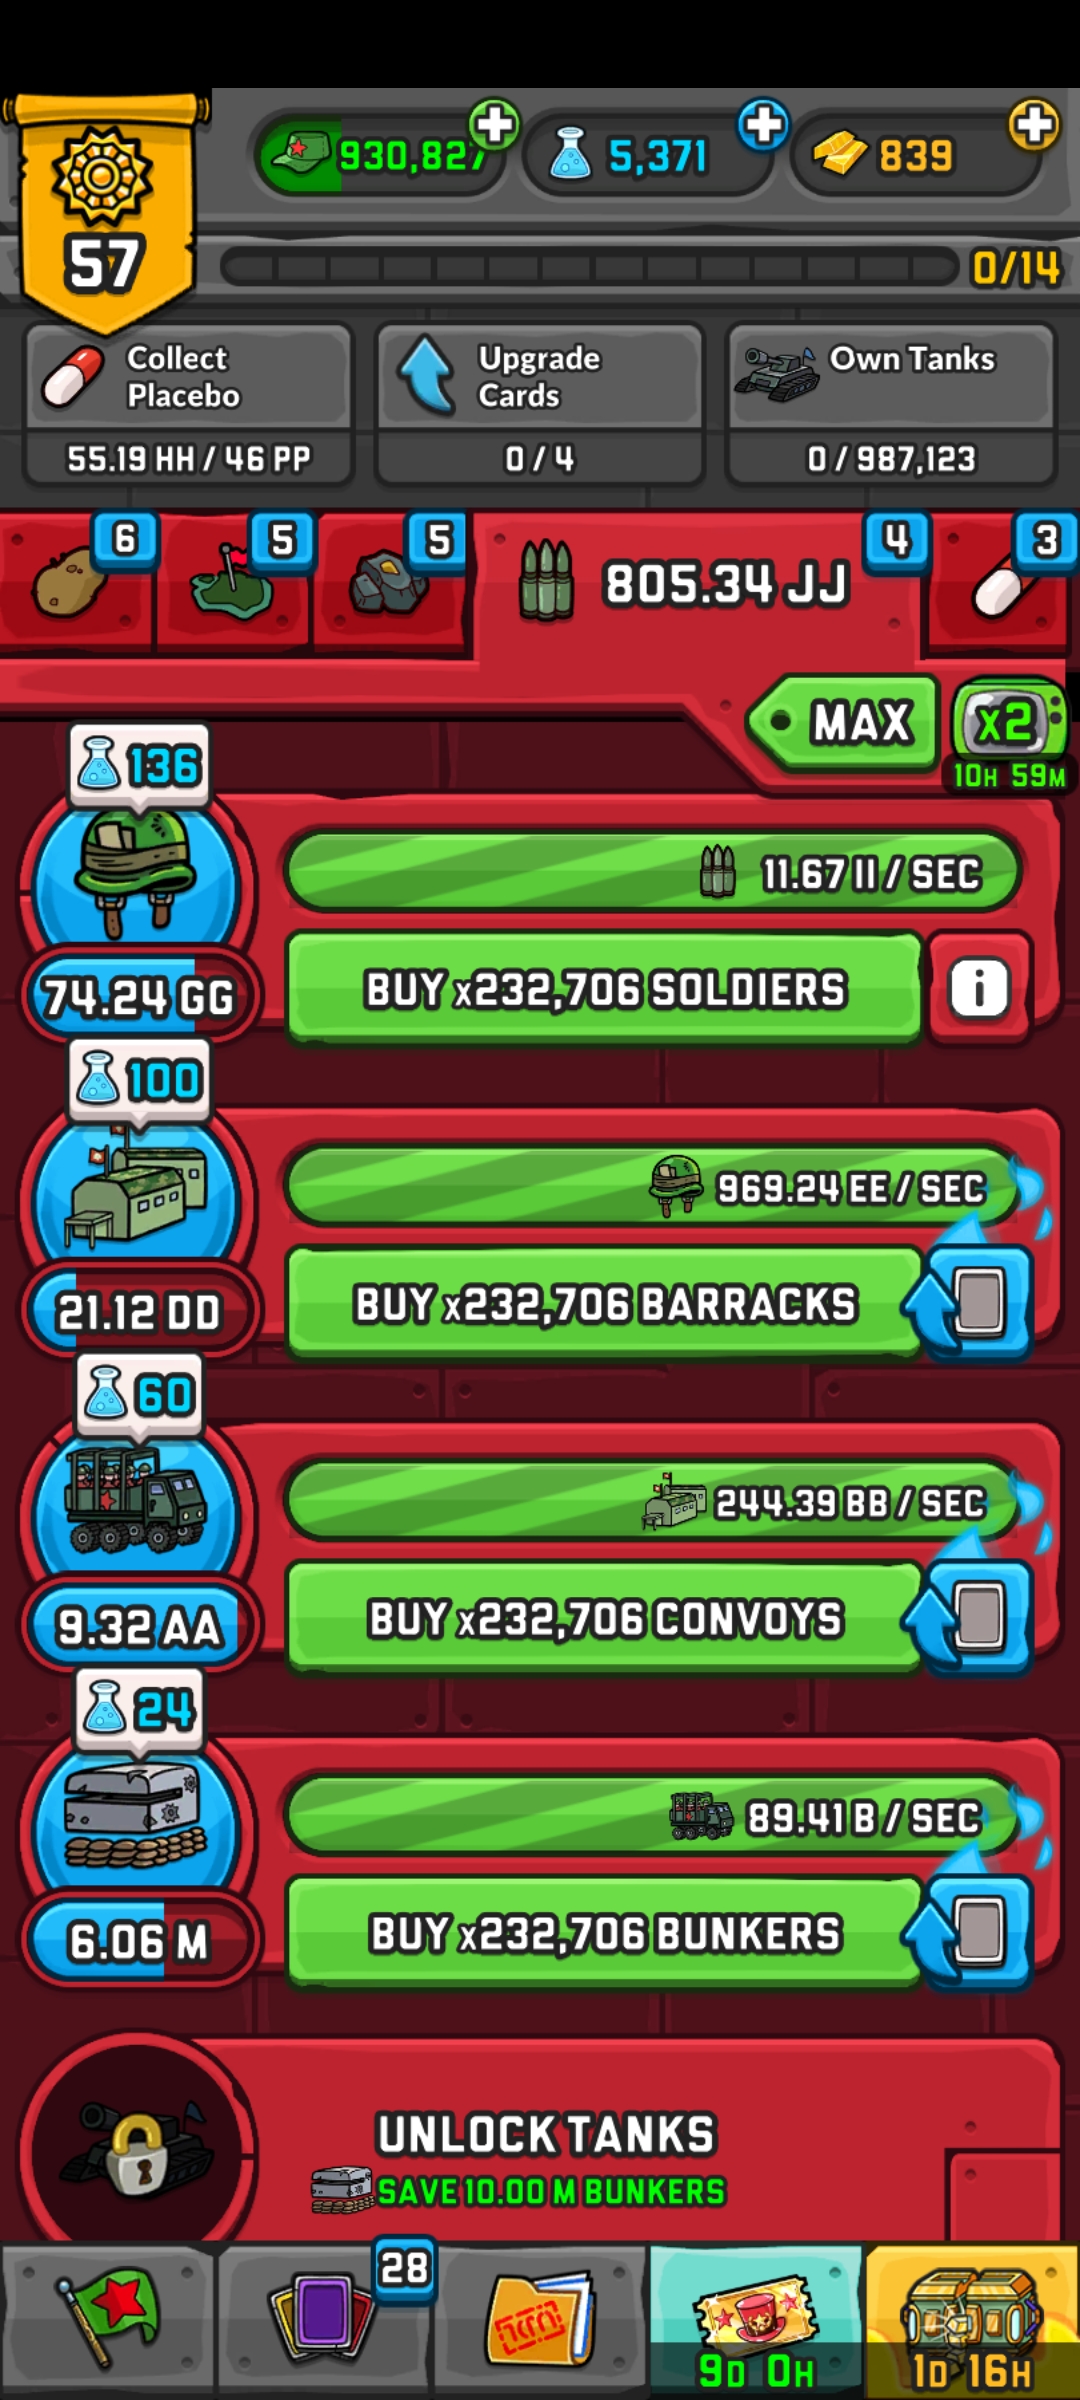 930,827
5,371
839
57
0/14
Collect Placebo
55.19 HH / 46 PP
Upgrade Cards
0 / 4
Own Tanks
0 / 987,123
6
5
5
805.34 JJ
4
3
MAX
x2
10H 59M
136
11.67 II / SEC
74.24 GG
BUY x232,706 SOLDIERS
i
100
969.24 EE / SEC
21.12 DD
BUY x232,706 BARRACKS
60
244.39 BB / SEC
9.32 AA
BUY x232,706 CONVOYS
24
89.41 B / SEC
6.06 M
BUY x232,706 BUNKERS
UNLOCK TANKS
SAVE 10.00 M BUNKERS
28
9D 0H
1D 16H